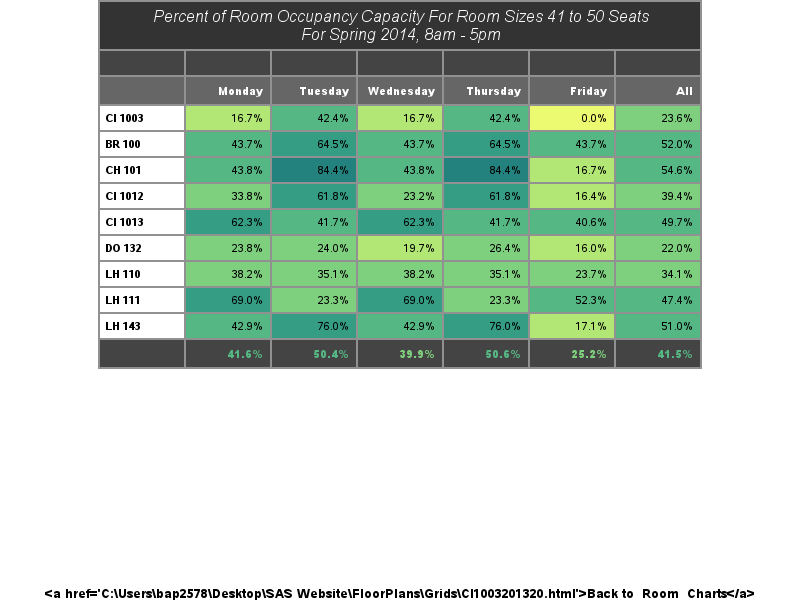 Percent of Room Occupancy Capacity For Room Sizes 41 to 50 Seats
For Spring 2014, 8am - 5pm
Monday Tuesday Wednesday Thursday Friday All
CI 1003 16.7% 42.4% 16.7% 42.4% 0.0% 23.6%
BR 100 43.7% 64.5% 43.7% 64.5% 43.7% 52.0%
CH 101 43.8% 84.4% 43.8% 84.4% 16.7% 54.6%
CI 1012 33.8% 61.8% 23.2% 61.8% 16.4% 39.4%
CI 1013 62.3% 41.7% 62.3% 41.7% 40.6% 49.7%
DO 132 23.8% 24.0% 19.7% 26.4% 16.0% 22.0%
LH 110 38.2% 35.1% 38.2% 35.1% 23.7% 34.1%
LH 111 69.0% 23.3% 69.0% 23.3% 52.3% 47.4%
LH 143 42.9% 76.0% 42.9% 76.0% 17.1% 51.0%
41.6% 50.4% 39.9% 50.6% 25.2% 41.5%
<a href='C:\Users\bap2578\Desktop\SAS Website\FloorPlans\Grids\CI1003201320.html'>Back to Room Charts</a>